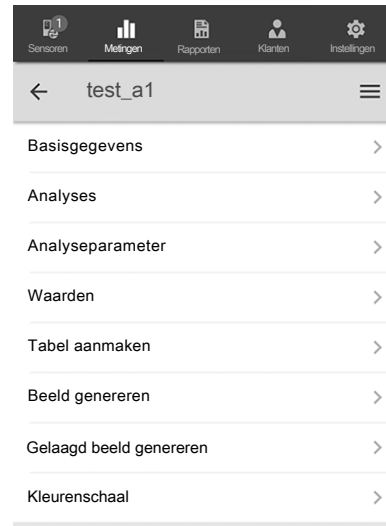 1
Sensoren Metingen Rapporten Klanten Instellingen
test_a1
Basisgegevens
Analyses
Analyseparameter
Waarden
Tabel aanmaken
Beeld genereren
Gelaagd beeld genereren
Kleurenschaal